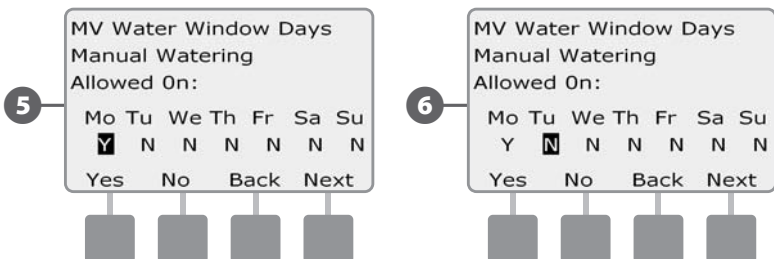 5
MV Water Window Days
Manual Watering
Allowed 0n:
Mo Tu We Th Fr Sa Su
Y N N N N N N
Yes No Back Next
6
MV Water Window Days
Manual Watering
Allowed 0n:
Mo Tu We Th Fr Sa Su
Y N N N N N N
Yes No Back Next